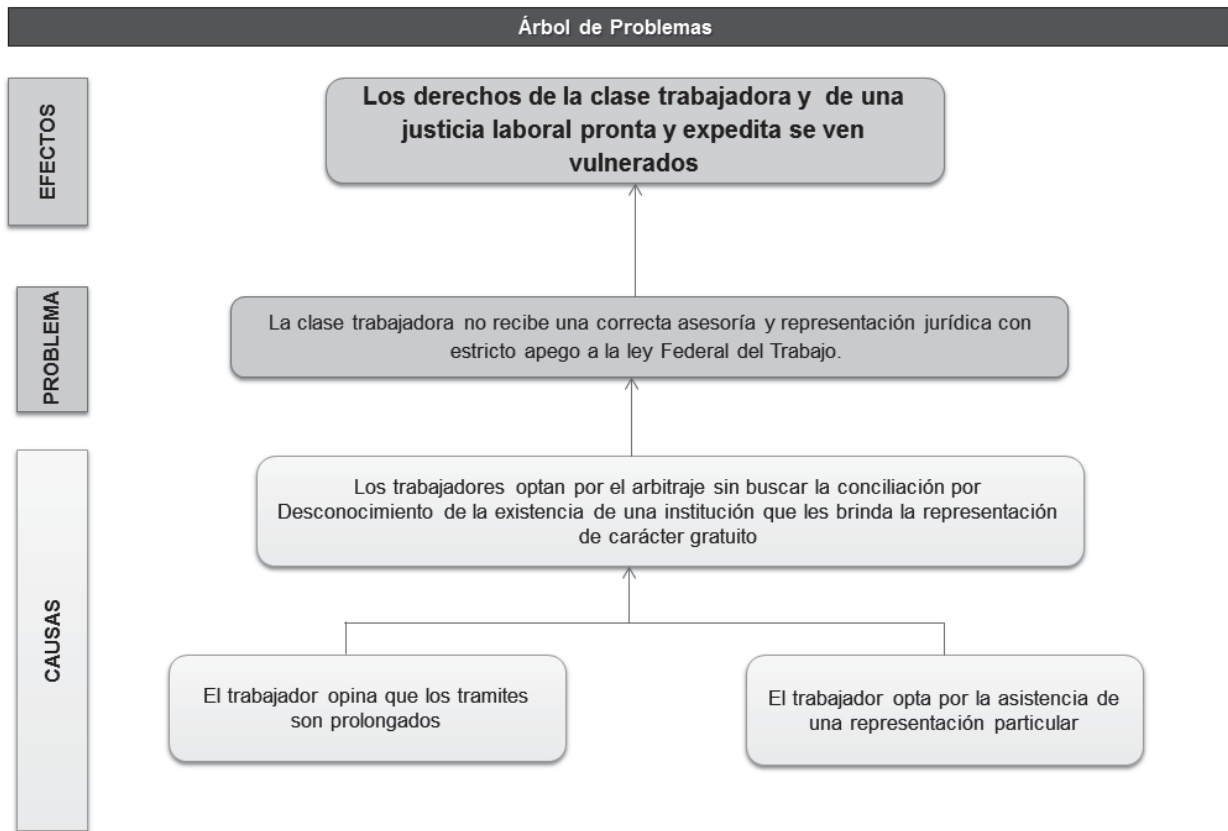 Árbol de Problemas
EFECTOS
Los derechos de la clase trabajadora y de una
justicia laboral pronta y expedita se ven
vulnerados
PROBLEMA
La clase trabajadora no recibe una correcta asesoría y representación jurídica con
estricto apego a la ley Federal del Trabajo.
CAUSAS
Los trabajadores optan por el arbitraje sin buscar la conciliación por
Desconocimiento de la existencia de una institución que les brinda la representación
de carácter gratuito
El trabajador opina que los tramites
son prolongados
El trabajador opta por la asistencia de
una representación particular